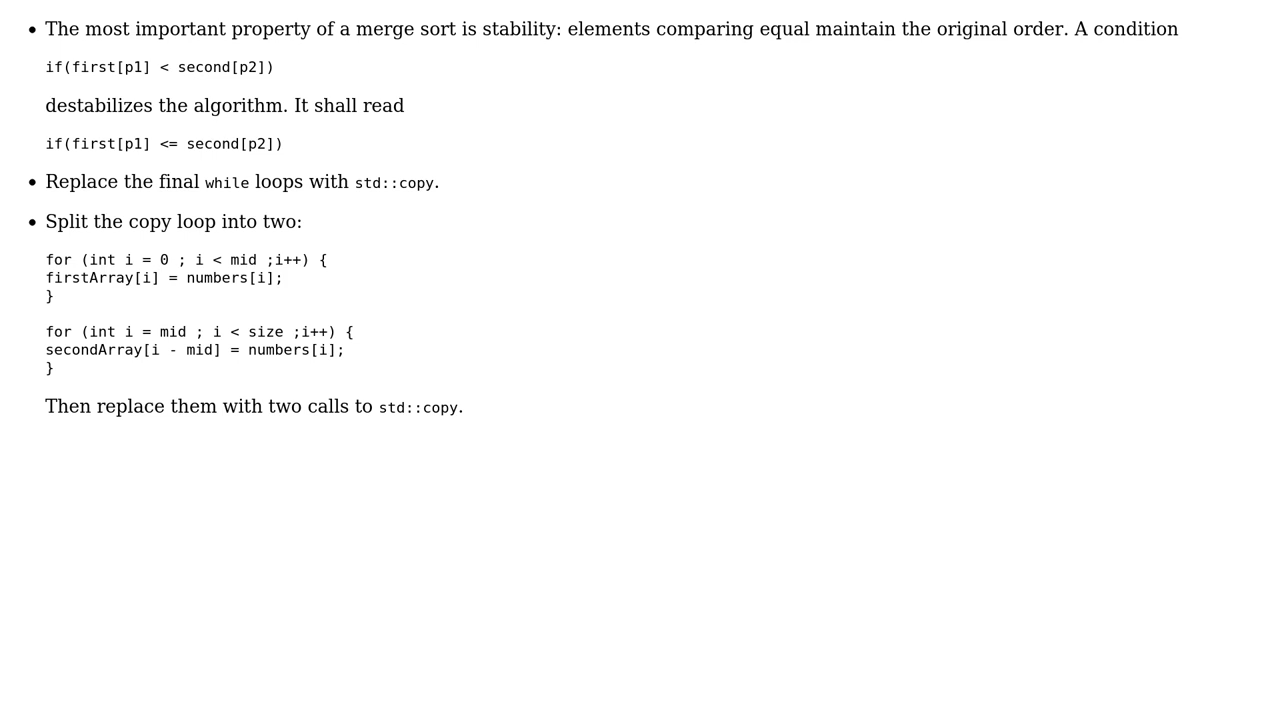 • The most important property of a merge sort is stability: elements comparing equal maintain the original order. A condition
if(first[p1] < second[p2])
destabilizes the algorithm. It shall read
if(first[p1] <= second[p2])
• Replace the final while loops with std::copy.
• Split the copy loop into two:
for (int i = 0 ; i < mid ;i++) {
firstArray[i] = numbers[i];
}
for (int i = mid ; i < size ;i++) {
secondArray[i - mid] = numbers[i];
}
Then replace them with two calls to std::copy.